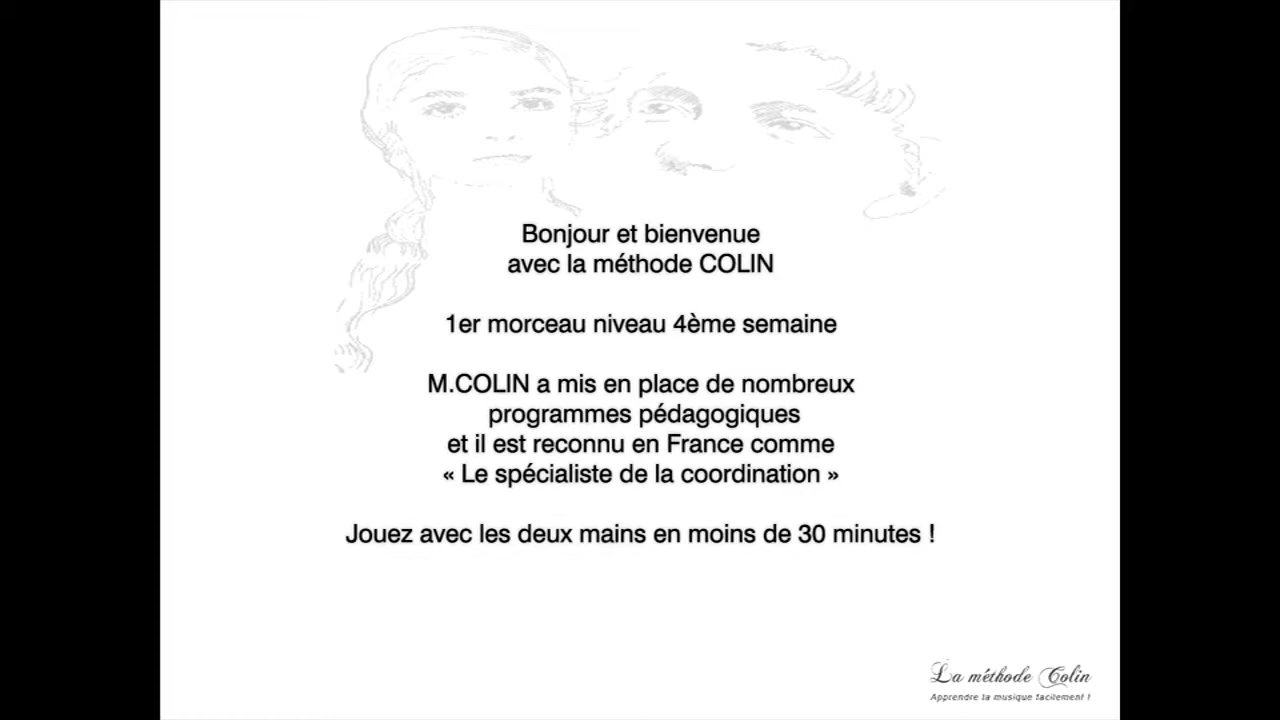 Bonjour et bienvenue
avec la méthode COLIN
1er morceau niveau 4ème semaine
M.COLIN a mis en place de nombreux
programmes pédagogiques
et il est reconnu en France comme
« Le spécialiste de la coordination »
Jouez avec les deux mains en moins de 30 minutes !
La méthode Colin
Apprendre la musique facilement !